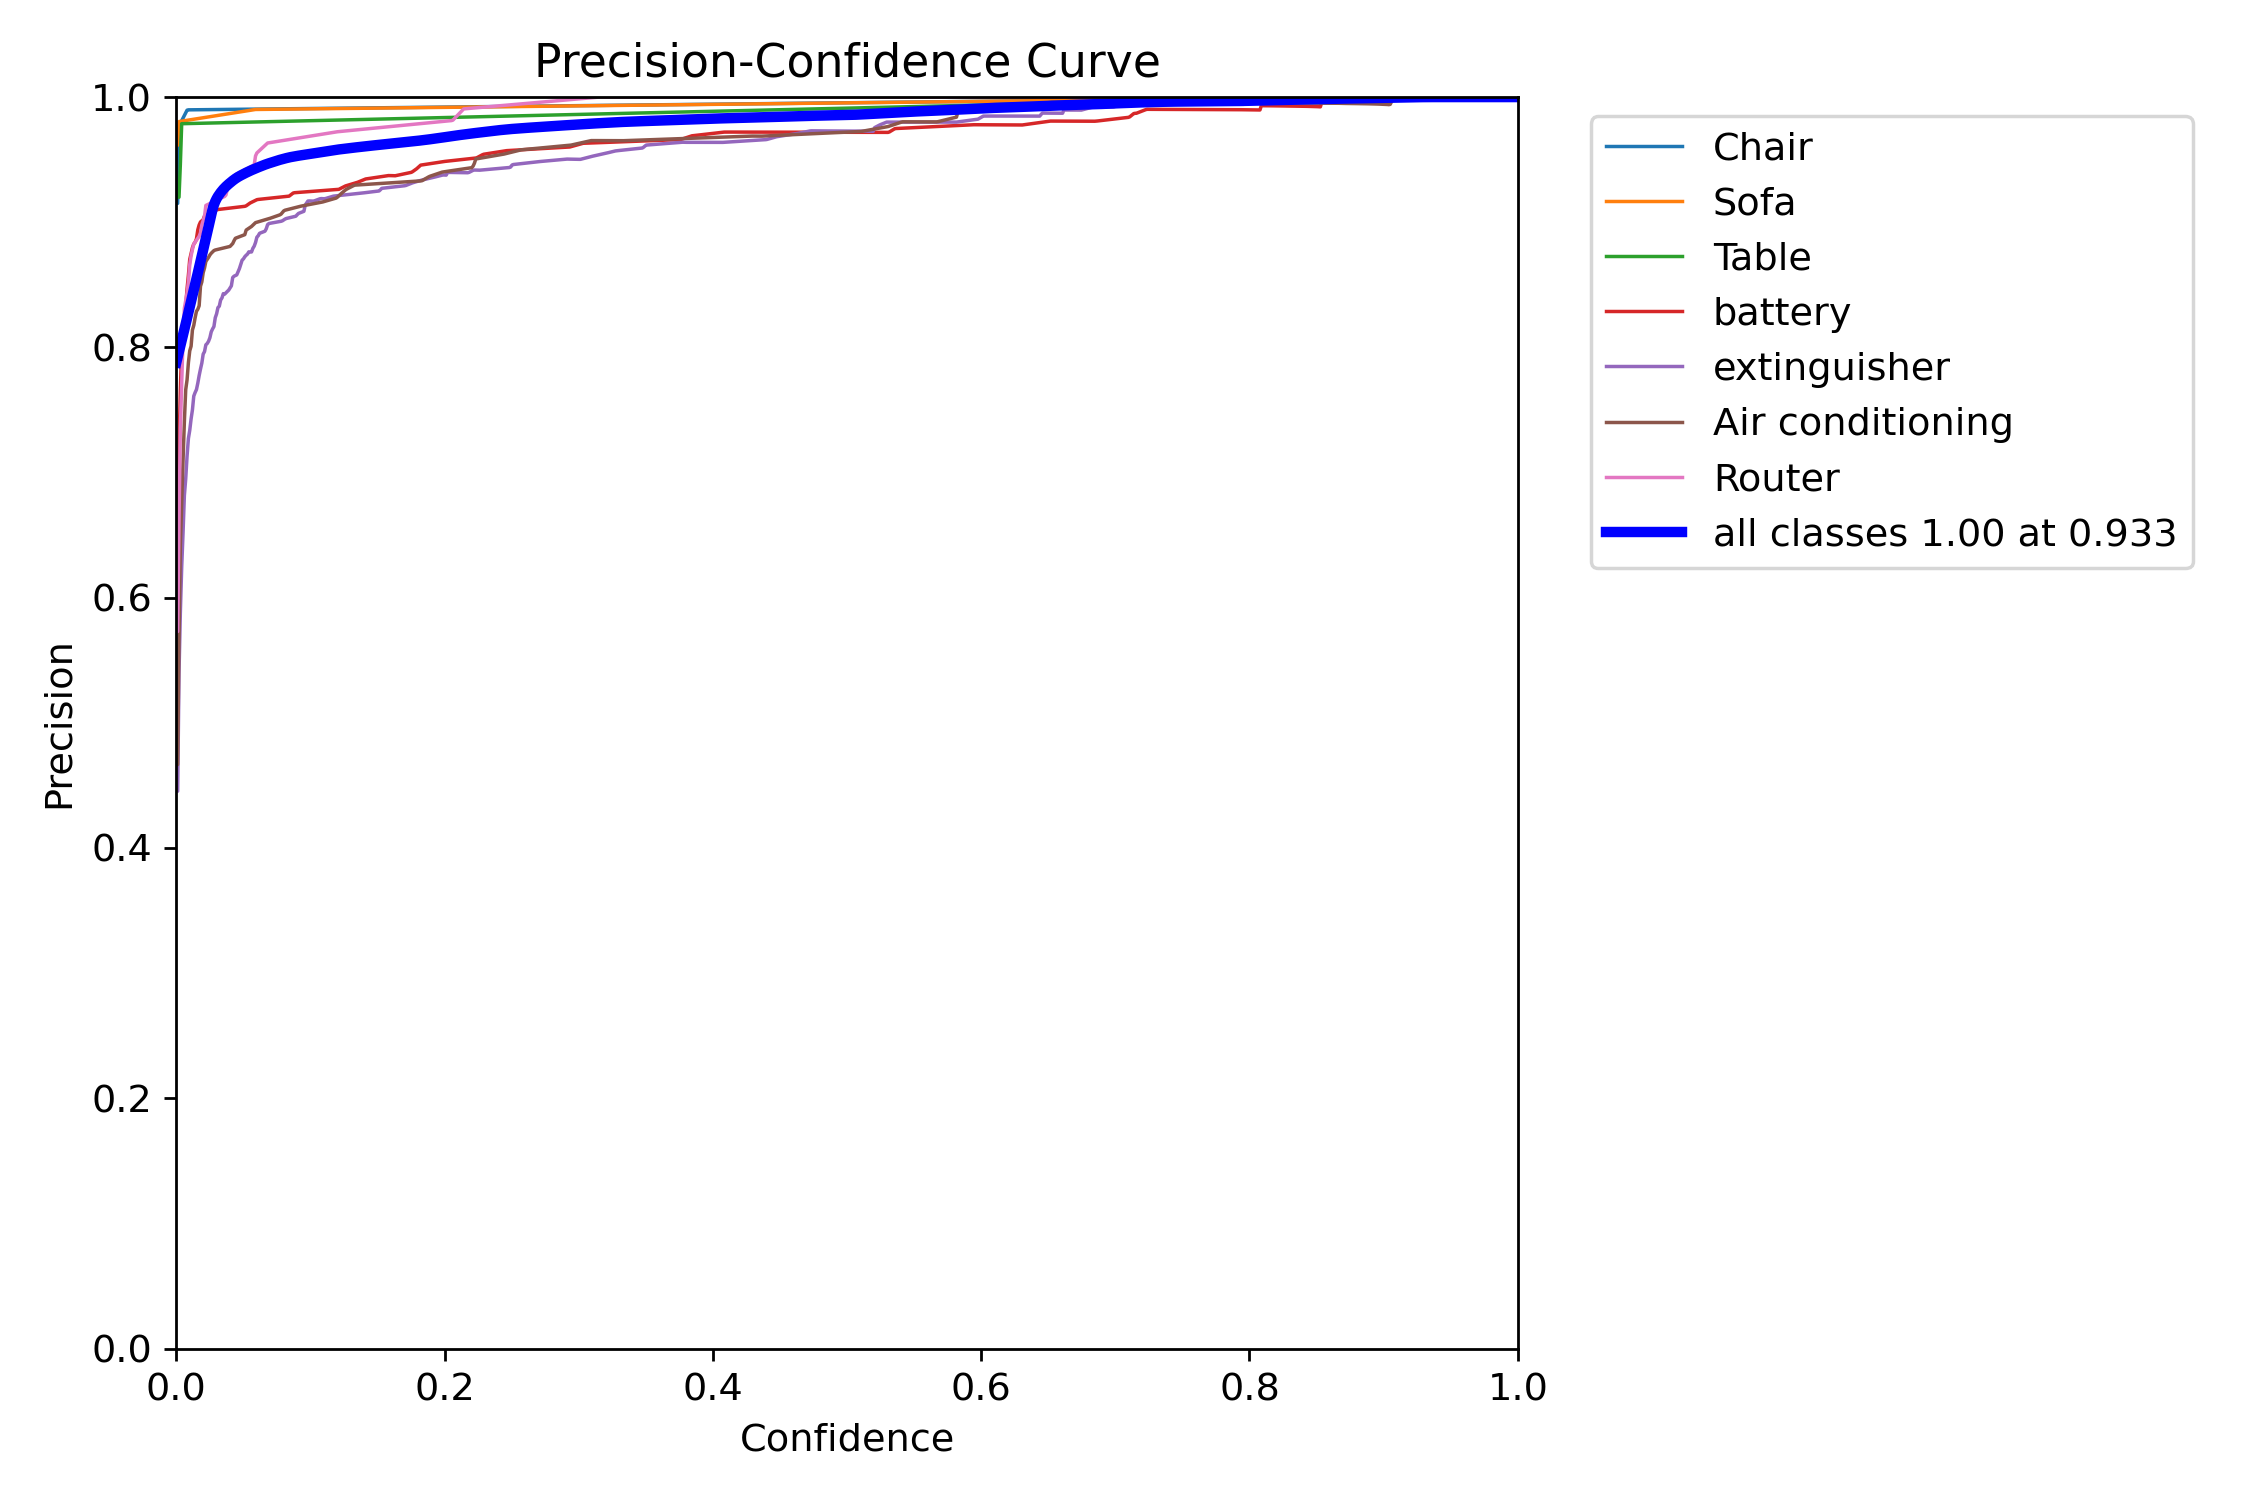 Precision-Confidence Curve
1.0
0.8
0.6
0.4
0.2
0.0
Precision
0.0 0.2 0.4 0.6 0.8 1.0
Confidence
Chair
Sofa
Table
battery
extinguisher
Air conditioning
Router
all classes 1.00 at 0.933